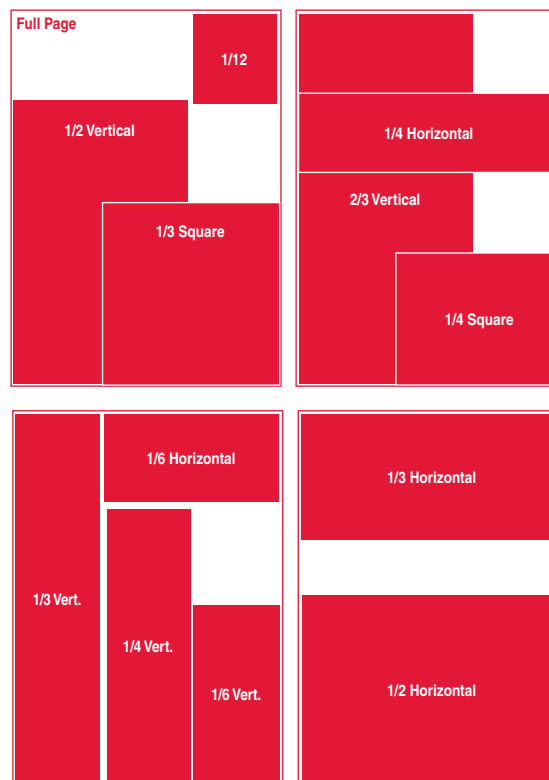 Full Page
1/12
1/2 Vertical
1/3 Square
1/4 Horizontal
2/3 Vertical
1/4 Square
1/6 Horizontal
1/3 Vert.
1/4 Vert.
1/6 Vert.
1/3 Horizontal
1/2 Horizontal